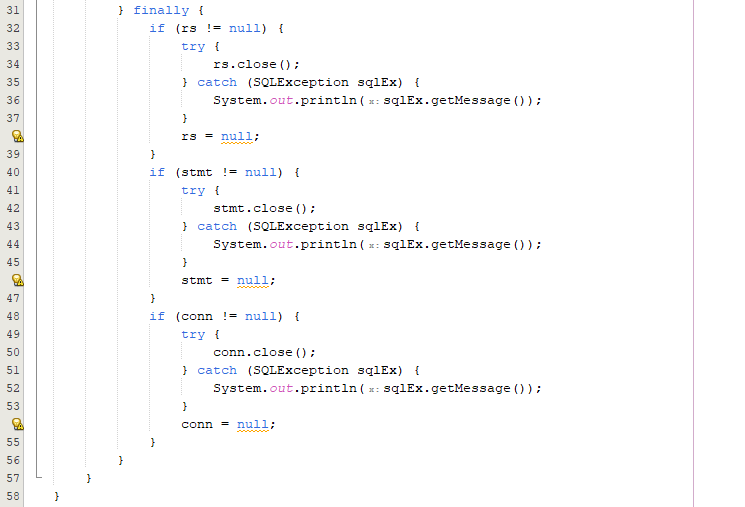 31 } finally {
32 if (rs != null) {
33 try {
34 rs.close();
35 } catch (SQLException sqlEx) {
36 System.out.println( x: sqlEx.getMessage());
37 }
rs = null;
39 }
40 if (stmt != null) {
41 try {
42 stmt.close();
43 } catch (SQLException sqlEx) {
44 System.out.println( x: sqlEx.getMessage());
45 }
stmt = null;
47 }
48 if (conn != null) {
49 try {
50 conn.close();
51 } catch (SQLException sqlEx) {
52 System.out.println( x: sqlEx.getMessage());
53 }
conn = null;
55 }
56 }
57 }
58 }